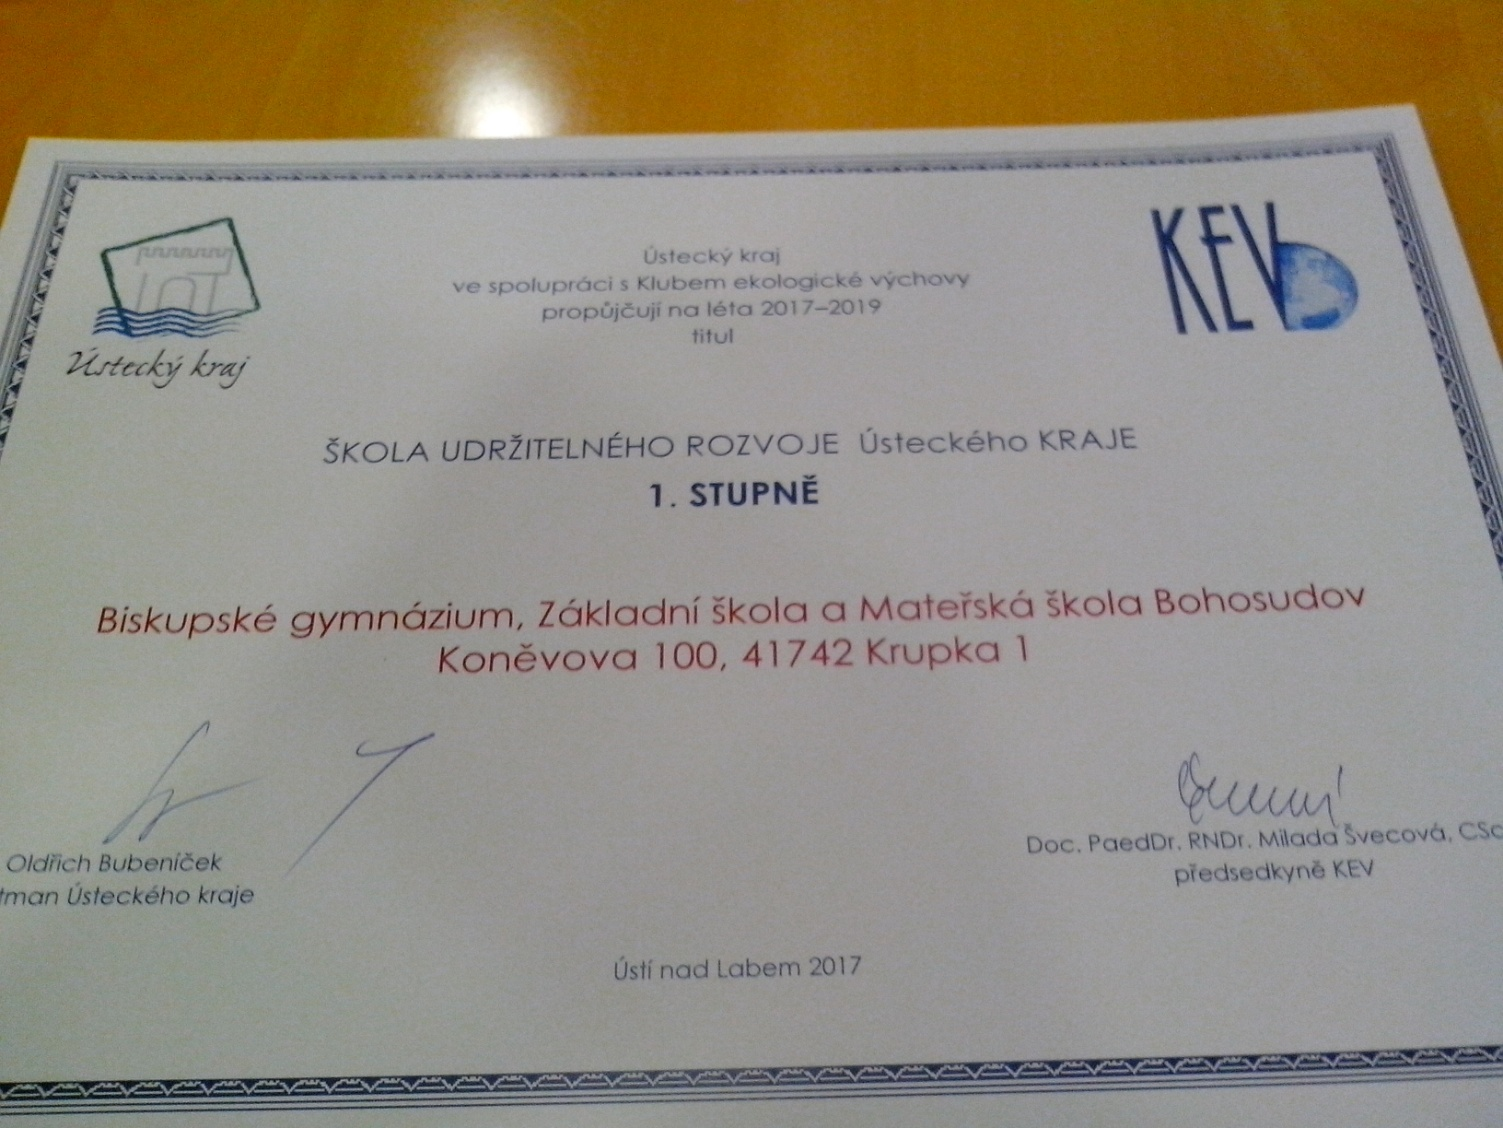 Ústecký kraj
KEV
Ústecký kraj
ve spolupráci s Klubem ekologické výchovy
propůjčují na léta 2017–2019
titul
ŠKOLA UDRŽITELNÉHO ROZVOJE Ústeckého KRAJE
1. STUPNĚ
Biskupské gymnázium, Základní škola a Mateřská škola Bohosudov
Koněvova 100, 41742 Krupka 1
Oldřich Bubeníček
tman Ústeckého kraje
Doc. PaedDr. RNDr. Milada Švecová, CSc
předsedkyně KEV
Ústí nad Labem 2017